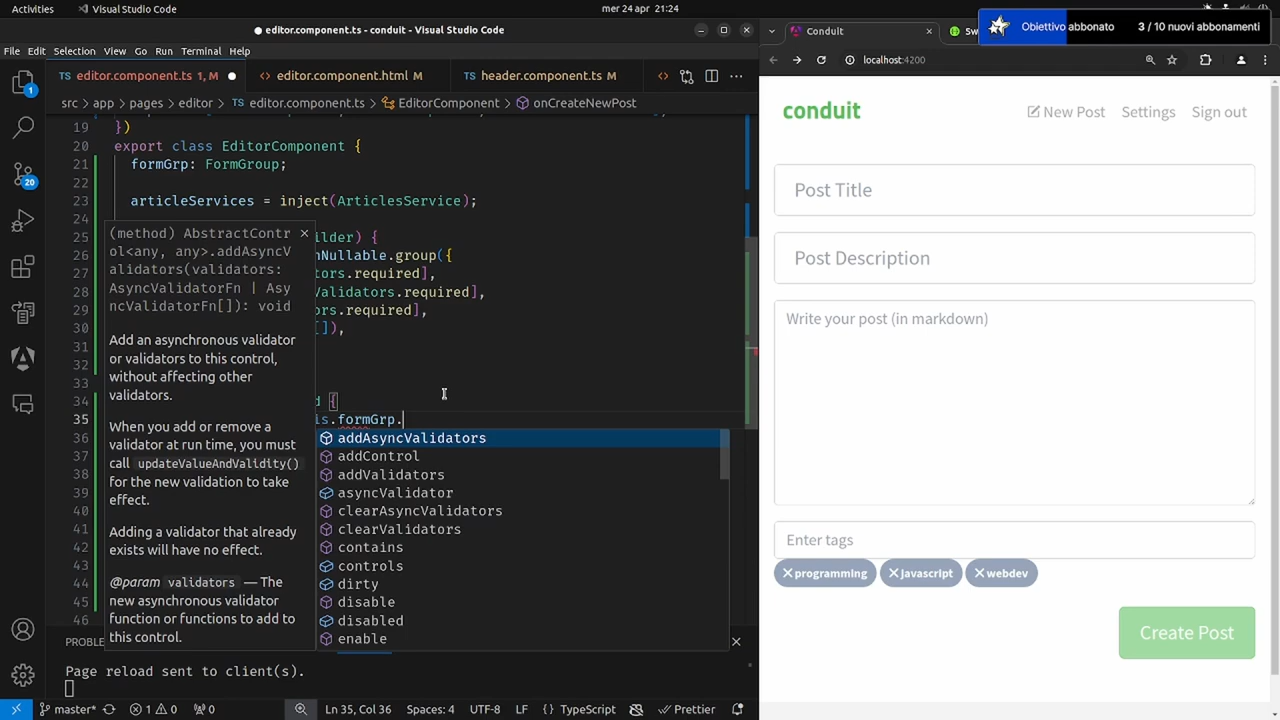 Activities
Visual Studio Code
mer 24 apr 21:24
editor.component.ts - conduit - Visual Studio Code
Conduit
Sw
Obiettivo abbonato
3 / 10 nuovi abbonamenti
File Edit Selection View Go Run Terminal Help
localhost:4200
editor.component.ts 1, M
editor.component.html M
header.component.ts M
src > app > pages > editor > editor.component.ts > EditorComponent > onCreateNewPost
19 })
20 export class EditorComponent {
21 formGrp: FormGroup;
22
23 articleServices = inject(ArticlesService);
24
25 ilder) {
26 nNullable.group({
27 tors.required],
28 Validators.required],
29 ors.required],
30 []),
31
32
33
34 d {
35 is.formGrp.
36
37
38
39
40
41
42
43
44
45
46
(method) AbstractContr
ol<any, any>.addAsyncV
alidators(validators:
AsyncValidatorFn | Asy
ncValidatorFn[]): void
Add an asynchronous validator
or validators to this control,
without affecting other
validators.
When you add or remove a
validator at run time, you must
call updateValueAndValidity()
for the new validation to take
effect.
Adding a validator that already
exists will have no effect.
@param validators — The
new asynchronous validator
function or functions to add to
this control.
addAsyncValidators
addControl
addValidators
asyncValidator
clearAsyncValidators
clearValidators
contains
controls
dirty
disable
disabled
enable
PROBLE
Page reload sent to client(s).
1
20
master* 1 0 0 Ln 35, Col 36 Spaces: 4 UTF-8 LF {} TypeScript Prettier
conduit
New Post
Settings
Sign out
Post Title
Post Description
Write your post (in markdown)
Enter tags
programming
javascript
webdev
Create Post